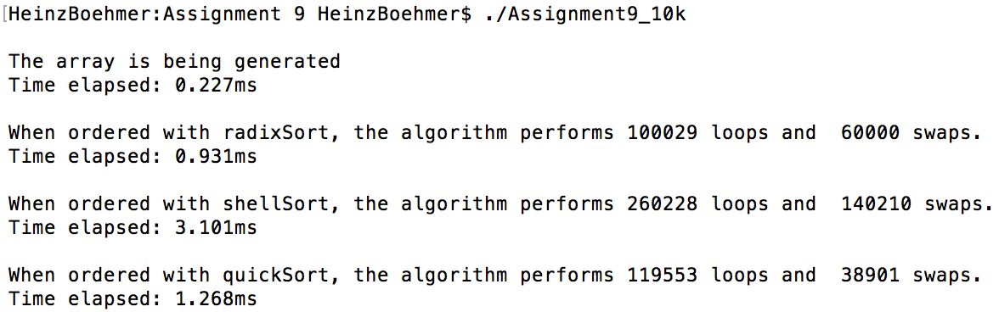 [HeinzBoehmer:Assignment 9 HeinzBoehmer$ ./Assignment9_10k
The array is being generated
Time elapsed: 0.227ms
When ordered with radixSort, the algorithm performs 100029 loops and  60000 swaps.
Time elapsed: 0.931ms
When ordered with shellSort, the algorithm performs 260228 loops and  140210 swaps.
Time elapsed: 3.101ms
When ordered with quickSort, the algorithm performs 119553 loops and  38901 swaps.
Time elapsed: 1.268ms